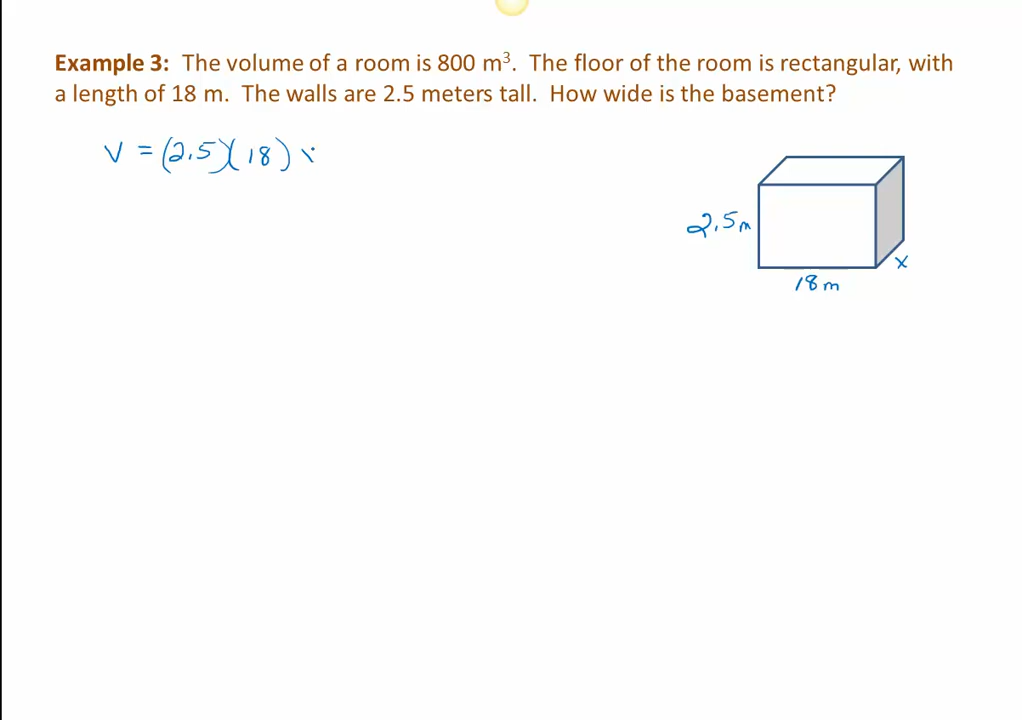 Example 3: The volume of a room is 800 m³. The floor of the room is rectangular, with
a length of 18 m. The walls are 2.5 meters tall. How wide is the basement?
V = (2.5)(18)
2.5m
x
18m